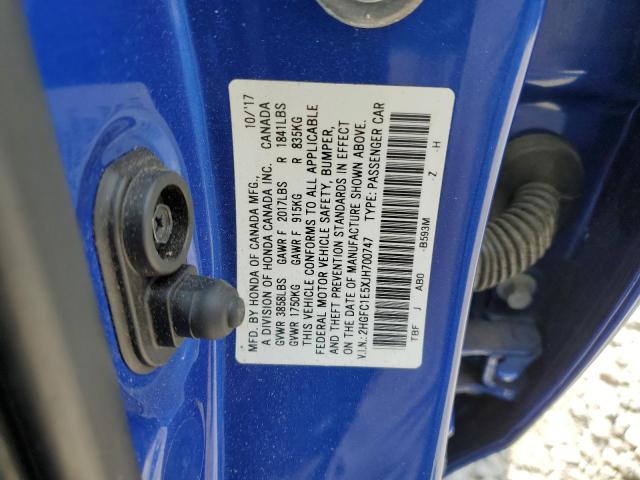 MFD. BY HONDA OF CANADA MFG., 10/'17
A DIVISION OF HONDA CANADA INC. CANADA
GVWR 3858LBS GAWR F 2017LBS R 1841LBS
GVWR 1750KG GAWR F 915KG R 835KG
THIS VEHICLE CONFORMS TO ALL APPLICABLE
FEDERAL MOTOR VEHICLE SAFETY, BUMPER,
AND THEFT PREVENTION STANDARDS IN EFFECT
ON THE DATE OF MANUFACTURE SHOWN ABOVE.
V.I.N.: 2HGFC1E5XJH700747 TYPE: PASSENGER CAR
TBF J AB0 B593M Z H